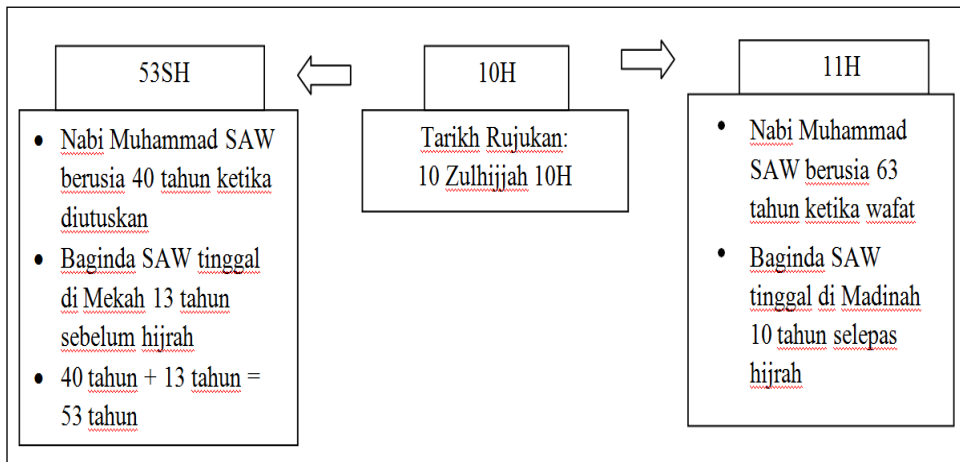 53SH
• Nabi Muhammad SAW
berusia 40 tahun ketika
diutuskan
• Baginda SAW tinggal
di Mekah 13 tahun
sebelum hijrah
• 40 tahun + 13 tahun =
53 tahun
10H
Tarikh Rujukan:
10 Zulhijjah 10H
11H
• Nabi Muhammad
SAW berusia 63
tahun ketika wafat
• Baginda SAW
tinggal di Madinah
10 tahun selepas
hijrah